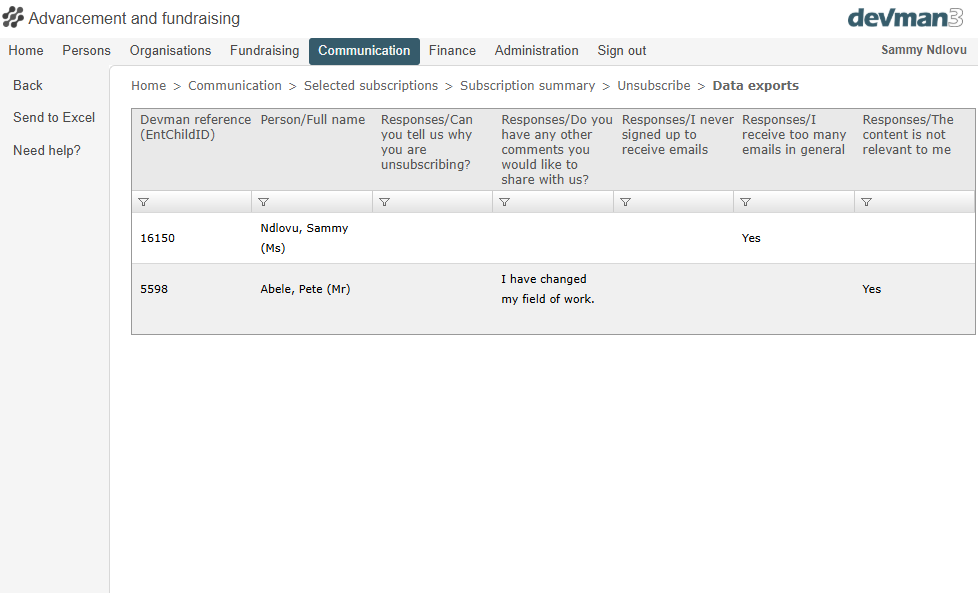 Advancement and fundraising
devman3
Home Persons Organisations Fundraising Communication Finance Administration Sign out Sammy Ndlovu
Back
Send to Excel
Need help?
Home > Communication > Selected subscriptions > Subscription summary > Unsubscribe > Data exports
Devman reference
(EntChildID)
Person/Full name
Responses/Can
you tell us why
you are
unsubscribing?
Responses/Do you
have any other
comments you
would like to
share with us?
Responses/I never
signed up to
receive emails
Responses/I
receive too many
emails in general
Responses/The
content is not
relevant to me
16150
Ndlovu, Sammy
(Ms)
Yes
5598
Abele, Pete (Mr)
I have changed
my field of work.
Yes